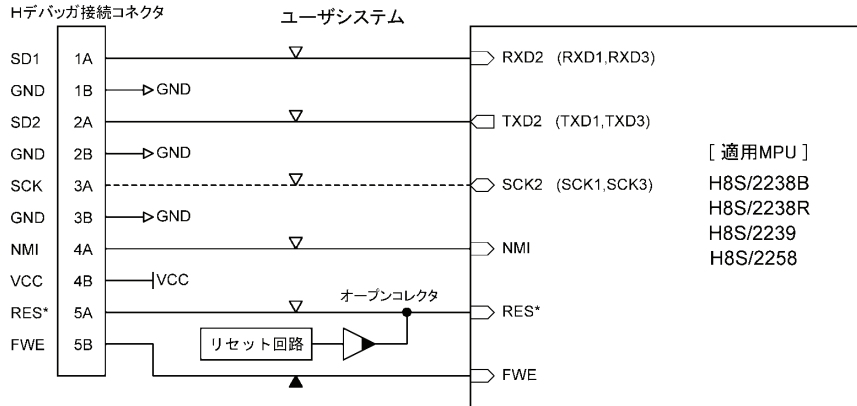 Hデバッガ接続コネクタ
ユーザシステム
SD1 1A RXD2 (RXD1,RXD3)
GND 1B GND
SD2 2A TXD2 (TXD1,TXD3)
GND 2B GND
[ 適用MPU ]
SCK 3A SCK2 (SCK1,SCK3)
H8S/2238B
H8S/2238R
GND 3B GND
H8S/2239
NMI 4A NMI
H8S/2258
VCC 4B VCC
オープンコレクタ
RES* 5A RES*
FWE 5B リセット回路
FWE